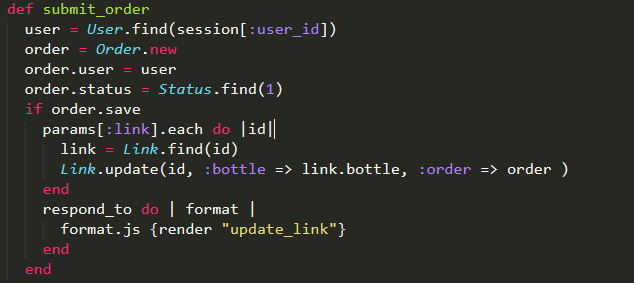 def submit_order
  user = User.find(session[:user_id])
  order = Order.new
  order.user = user
  order.status = Status.find(1)
  if order.save
    params[:link].each do |id|
      link = Link.find(id)
      Link.update(id, :bottle => link.bottle, :order => order )
    end
    respond_to do | format |
      format.js {render "update_link"}
    end
  end